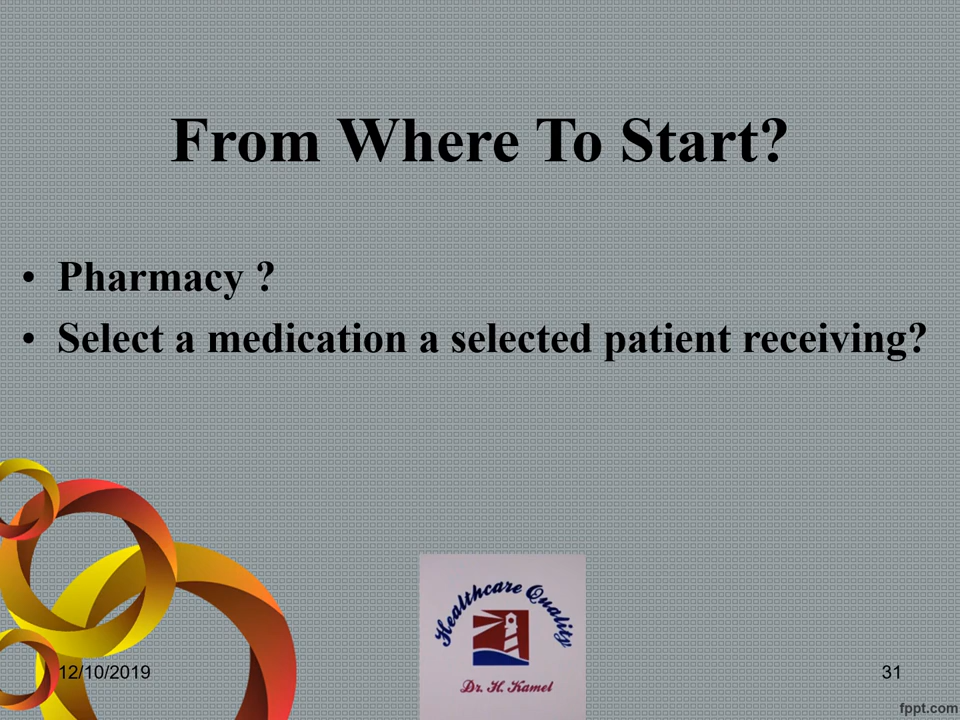 From Where To Start?
• Pharmacy ?
• Select a medication a selected patient receiving?
Healthcare Quality
Dr. H. Kamel
12/10/2019
31
fppt.com